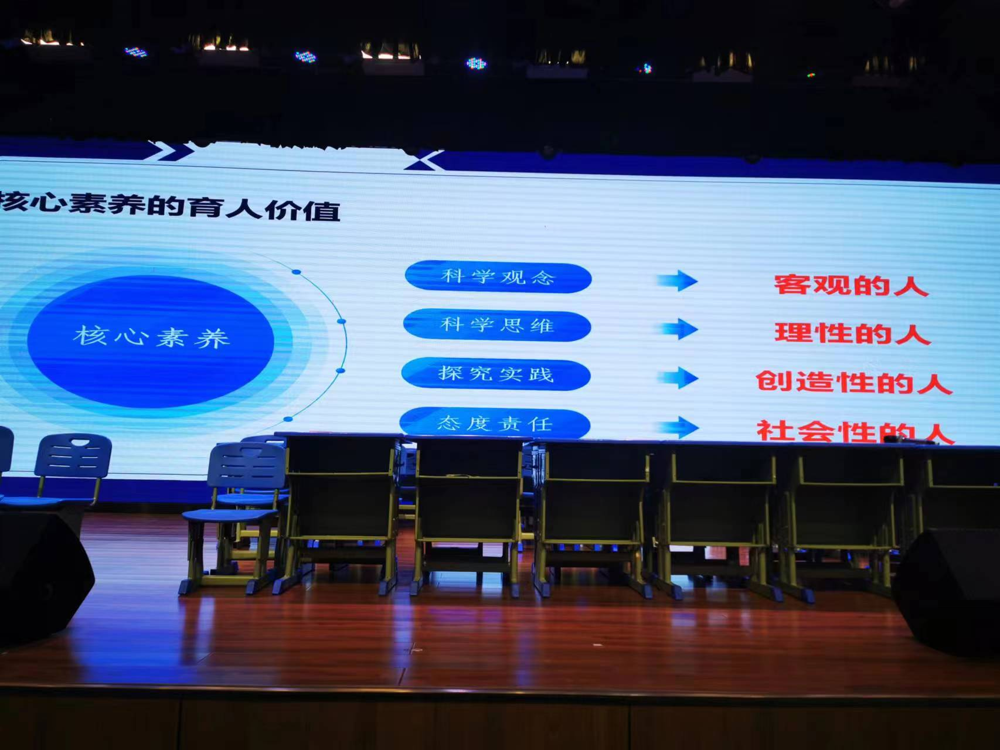 核心素养的育人价值
核心素养
科学观念 客观的人
科学思维 理性的人
探究实践 创造性的人
态度责任 社会性的人